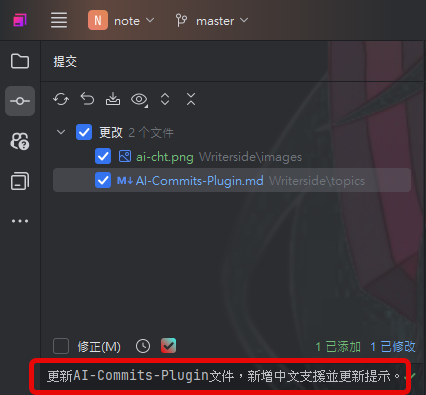 N note master
提交
更改 2 个文件
ai-cht.png Writerside\images
M↓ AI-Commits-Plugin.md Writerside\topics
修正(M) 1 已添加 1 已修改
更新AI-Commits-Plugin文件，新增中文支援並更新提示。